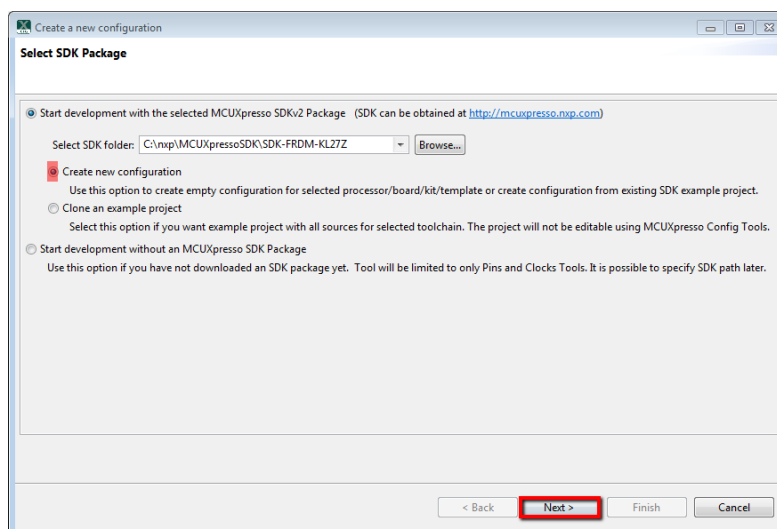 Create a new configuration
Select SDK Package
Start development with the selected MCUXpresso SDKv2 Package (SDK can be obtained at http://mcuxpresso.nxp.com)
Select SDK folder: C:\nxp\MCUXpressoSDK\SDK-FRDM-KL27Z Browse...
Create new configuration
Use this option to create empty configuration for selected processor/board/kit/template or create configuration from existing SDK example project.
Clone an example project
Select this option if you want example project with all sources for selected toolchain. The project will not be editable using MCUXpresso Config Tools.
Start development without an MCUXpresso SDK Package
Use this option if you have not downloaded an SDK package yet. Tool will be limited to only Pins and Clocks Tools. It is possible to specify SDK path later.
< Back Next > Finish Cancel